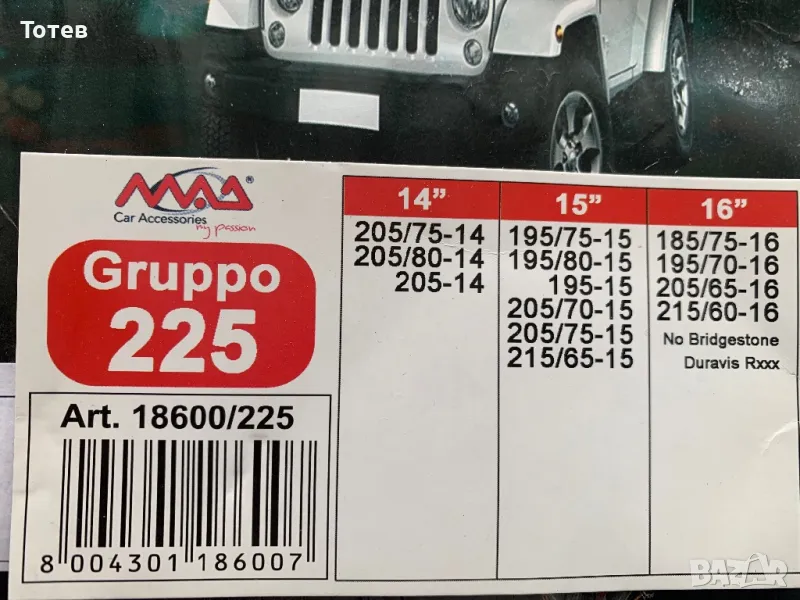 Тотев
NMAD®
Car Accessories
my passion
Gruppo
225
Art. 18600/225
8 004301 186007
14”
205/75-14
205/80-14
205-14
15”
195/75-15
195/80-15
195-15
205/70-15
205/75-15
215/65-15
16”
185/75-16
195/70-16
205/65-16
215/60-16
No Bridgestone
Duravis Rxxx
BAZAR